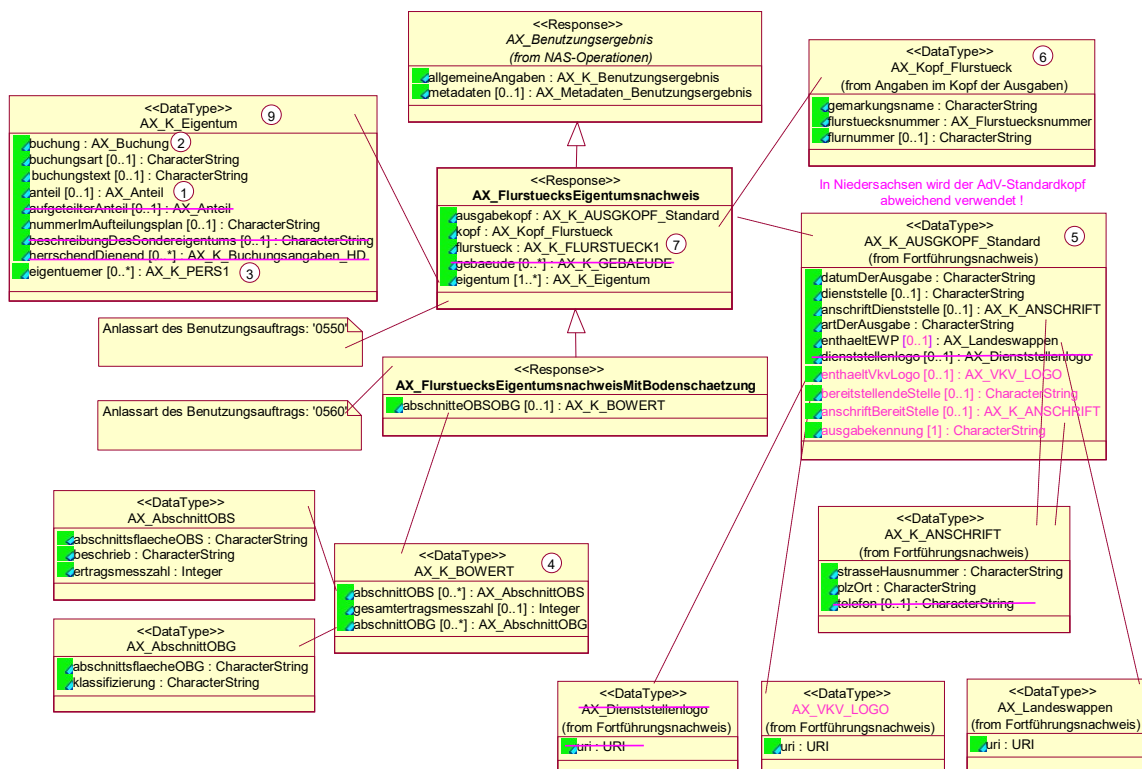 <<Response>>
AX_Benutzungsergebnis
(from NAS-Operationen)
allgemeineAngaben : AX_K_Benutzungsergebnis
metadaten [0..1] : AX_Metadaten_Benutzungsergebnis
<<DataType>>
6
AX_Kopf_Flurstueck
(from Angaben im Kopf der Ausgaben)
gemarkungsname : CharacterString
flurstuecksnummer : AX_Flurstuecksnummer
flurnummer [0..1] : CharacterString
<<DataType>>
9
AX_K_Eigentum
buchung : AX_Buchung
2
buchungsart [0..1] : CharacterString
buchungstext [0..1] : CharacterString
anteil [0..1] : AX_Anteil
1
aufgeteilterAnteil [0..1] : AX_Anteil
nummerImAufteilungsplan [0..1] : CharacterString
beschreibungDesSondereigentums [0..1] : CharacterString
herrschendDienend [0..*] : AX_K_Buchungsangaben_HD
eigentuemer [0..*] : AX_K_PERS1
3
<<Response>>
AX_FlurstuecksEigentumsnachweis
ausgabekopf : AX_K_AUSGKOPF_Standard
kopf : AX_Kopf_Flurstueck
flurstueck : AX_K_FLURSTUECK1
7
gebaeude [0..*] : AX_K_GEBAEUDE
eigentum [1..*] : AX_K_Eigentum
In Niedersachsen wird der AdV-Standardkopf
abweichend verwendet !
<<DataType>>
5
AX_K_AUSGKOPF_Standard
(from Fortführungsnachweis)
datumDerAusgabe : CharacterString
dienststelle [0..1] : CharacterString
anschriftDienststelle [0..1] : AX_K_ANSCHRIFT
artDerAusgabe : CharacterString
enthaeltEWP [0..1] : AX_Landeswappen
dienststellenlogo [0..1] : AX_Dienststellenlogo
enthaeltVkvLogo [0..1] : AX_VKV_LOGO
bereitstellendeStelle [0..1] : CharacterString
anschriftBereitStelle [0..1] : AX_K_ANSCHRIFT
ausgabekennung [1] : CharacterString
Anlassart des Benutzungsauftrags: '0550'
<<Response>>
AX_FlurstuecksEigentumsnachweisMitBodenschaetzung
abschnitteOBSOBG [0..1] : AX_K_BOWERT
Anlassart des Benutzungsauftrags: '0560'
<<DataType>>
AX_AbschnittOBS
abschnittsflaecheOBS : CharacterString
beschrieb : CharacterString
ertragsmesszahl : Integer
<<DataType>>
4
AX_K_BOWERT
abschnittOBS [0..*] : AX_AbschnittOBS
gesamtertragsmesszahl [0..1] : Integer
abschnittOBG [0..*] : AX_AbschnittOBG
<<DataType>>
AX_K_ANSCHRIFT
(from Fortführungsnachweis)
strasseHausnummer : CharacterString
plzOrt : CharacterString
telefon [0..1] : CharacterString
<<DataType>>
AX_AbschnittOBG
abschnittsflaecheOBG : CharacterString
klassifizierung : CharacterString
<<DataType>>
AX_Dienststellenlogo
(from Fortführungsnachweis)
uri : URI
<<DataType>>
AX_VKV_LOGO
(from Fortführungsnachweis)
uri : URI
<<DataType>>
AX_Landeswappen
(from Fortführungsnachweis)
uri : URI